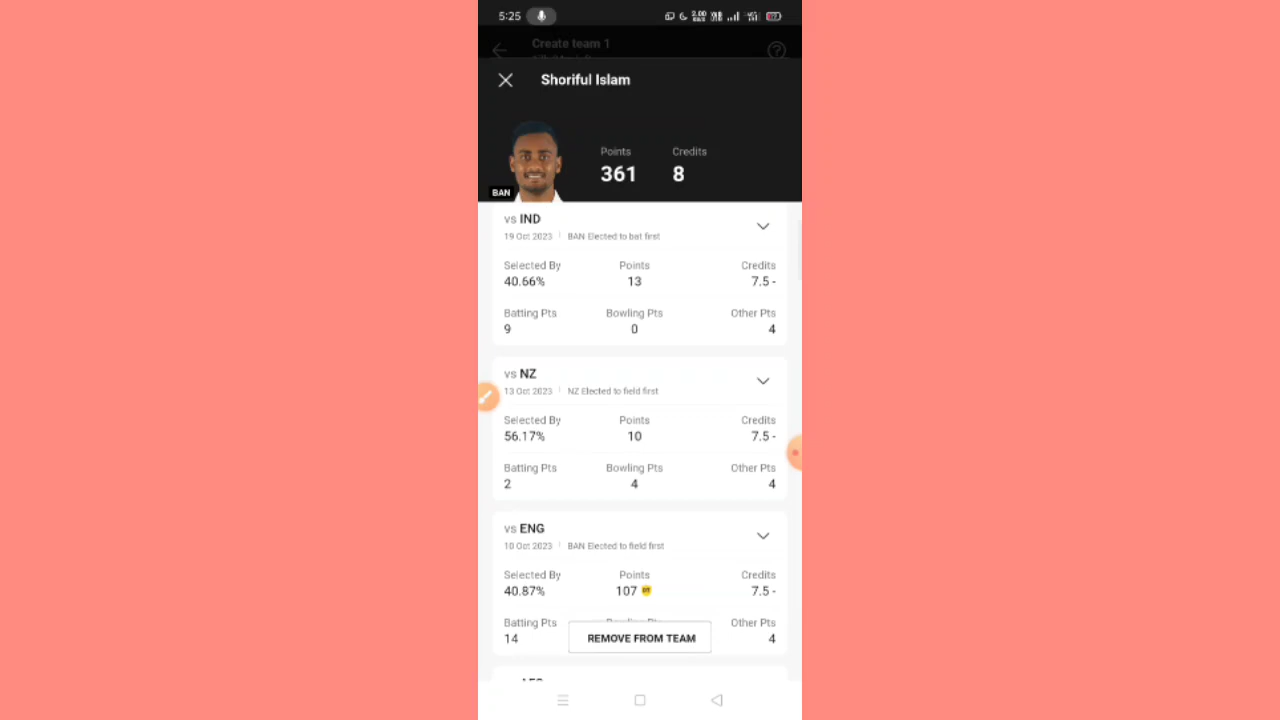 5:25
Create team 1
Shoriful Islam
Points Credits
361 8
BAN
vs IND
19 Oct 2023 BAN Elected to bat first
Selected By Points Credits
40.66% 13 7.5 -
Batting Pts Bowling Pts Other Pts
9 0 4
vs NZ
13 Oct 2023 NZ Elected to field first
Selected By Points Credits
56.17% 10 7.5 -
Batting Pts Bowling Pts Other Pts
2 4 4
vs ENG
10 Oct 2023 BAN Elected to field first
Selected By Points Credits
40.87% 107 7.5 -
Batting Pts Other Pts
14 4
REMOVE FROM TEAM